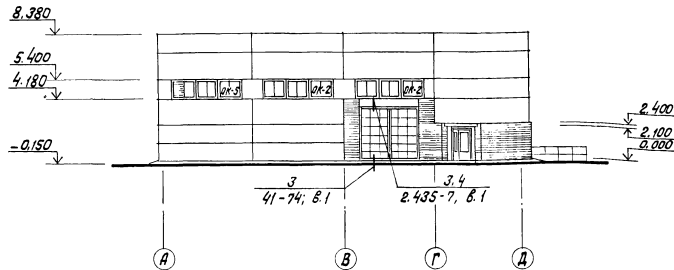 8.380
5.400
4.180
-0.150
ОК-5
ОК-2
ОК-2
2.400
2.100
0.000
3
41-74; В.1
3.4
2.435-7, В.1
А
В
Г
Д